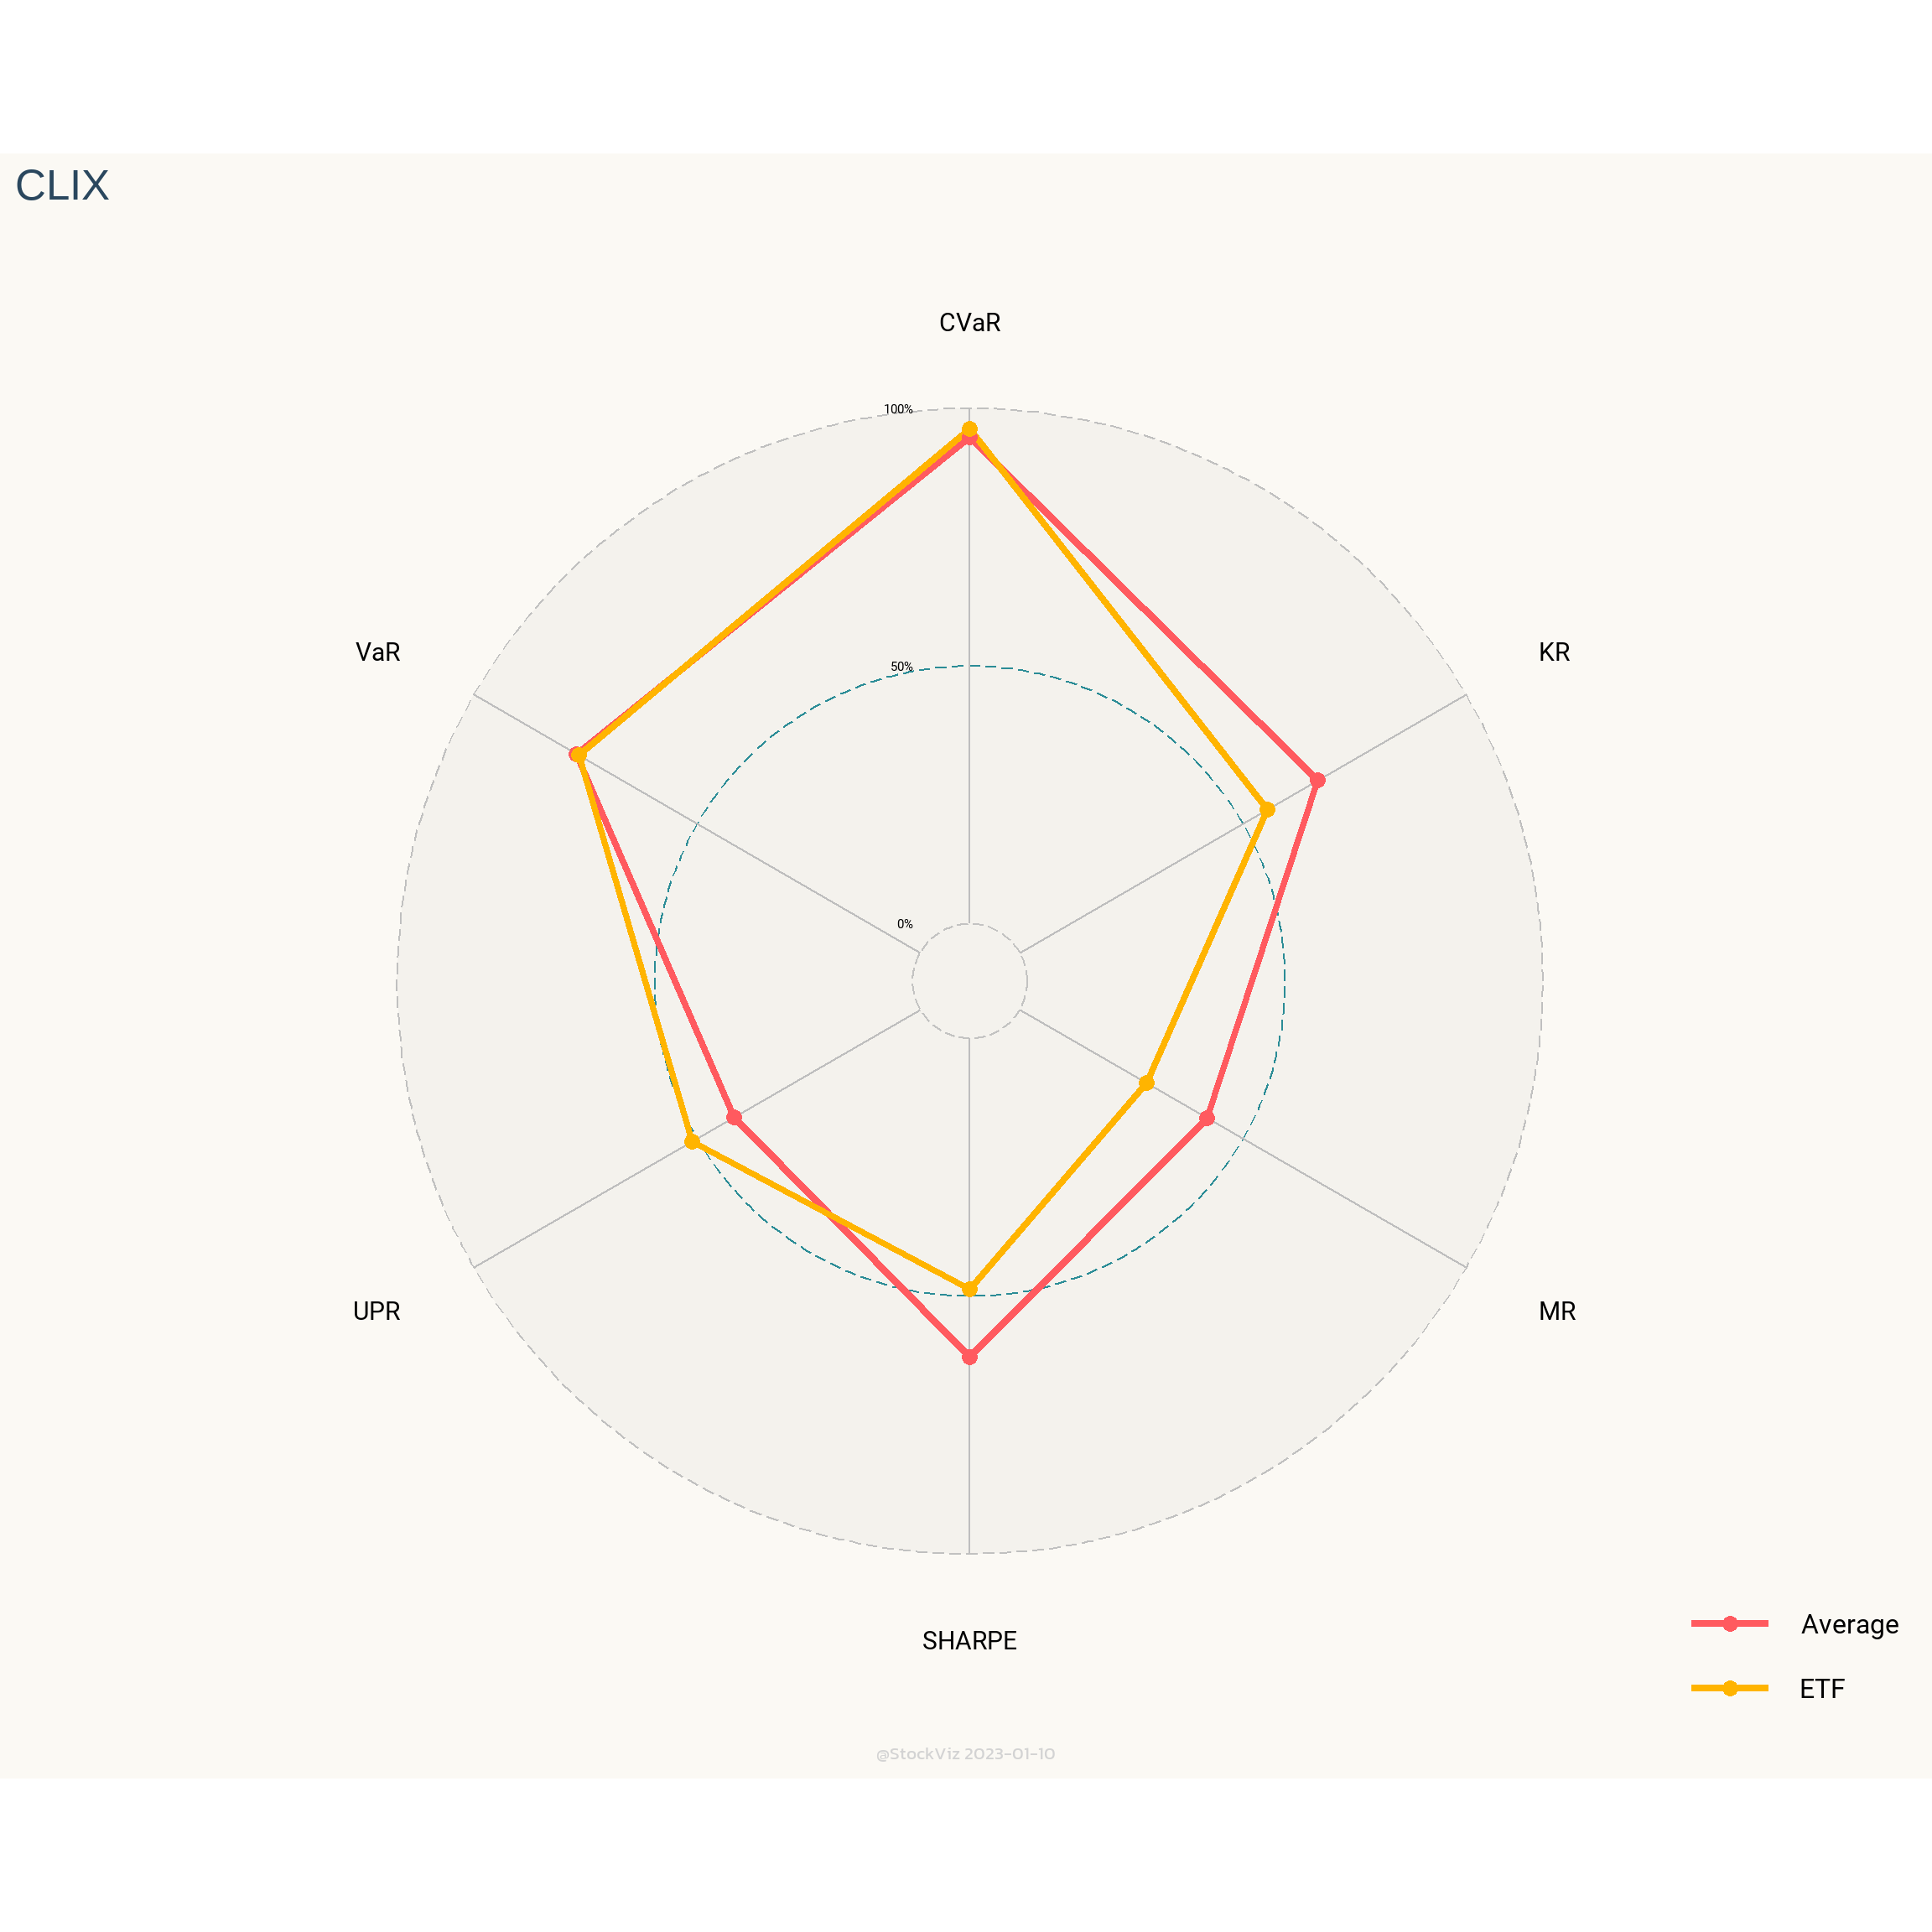 CLIX
CVaR
100%
VaR
KR
50%
0%
UPR
MR
SHARPE
Average
ETF
@StockViz 2023-01-10